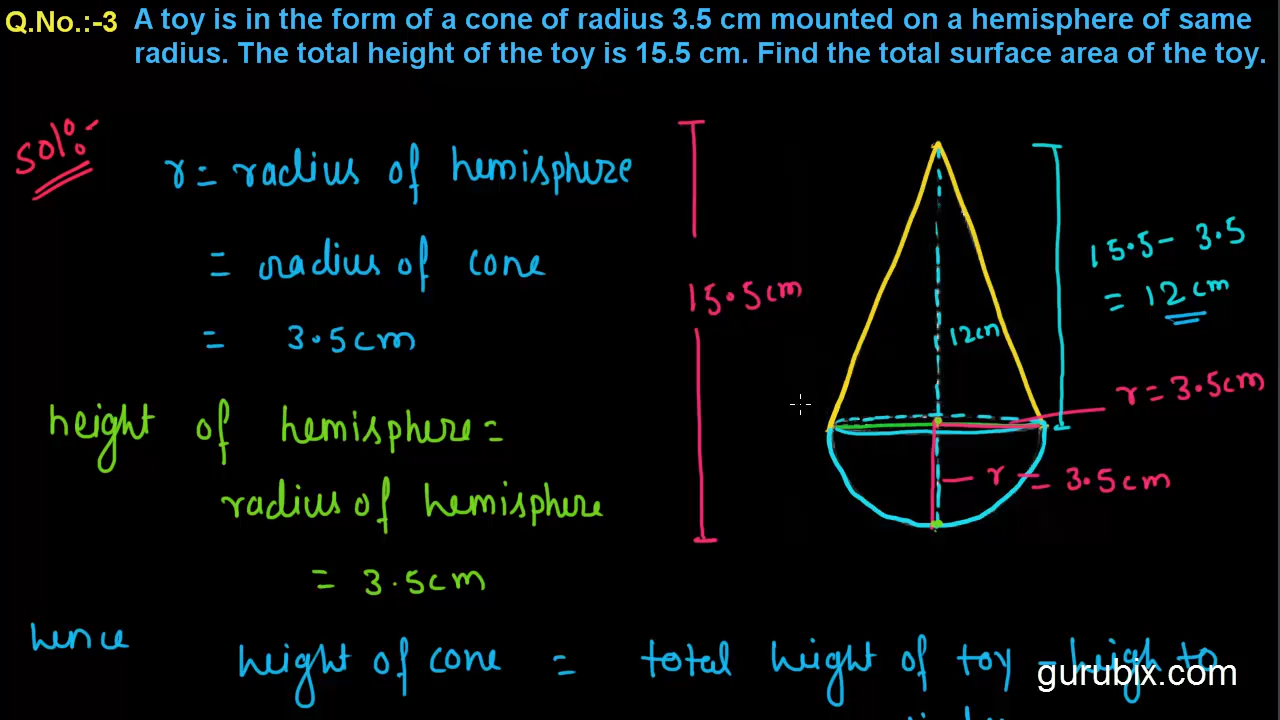 Q.No.:-3 A toy is in the form of a cone of radius 3.5 cm mounted on a hemisphere of same
radius. The total height of the toy is 15.5 cm. Find the total surface area of the toy.
Sol:-
r = radius of hemisphere
= radius of cone
= 3.5cm
height of hemisphere =
radius of hemisphere
= 3.5cm
hence
height of cone = total height of toy - heigh to
15.5cm
12cm
15.5 - 3.5
= 12cm
r = 3.5cm
r = 3.5cm
gurubix.com